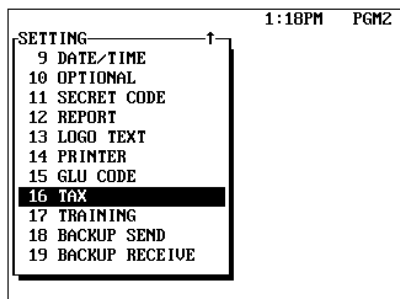 1:18PM PGM2
SETTING ↑
9 DATE/TIME
10 OPTIONAL
11 SECRET CODE
12 REPORT
13 LOGO TEXT
14 PRINTER
15 GLU CODE
16 TAX
17 TRAINING
18 BACKUP SEND
19 BACKUP RECEIVE